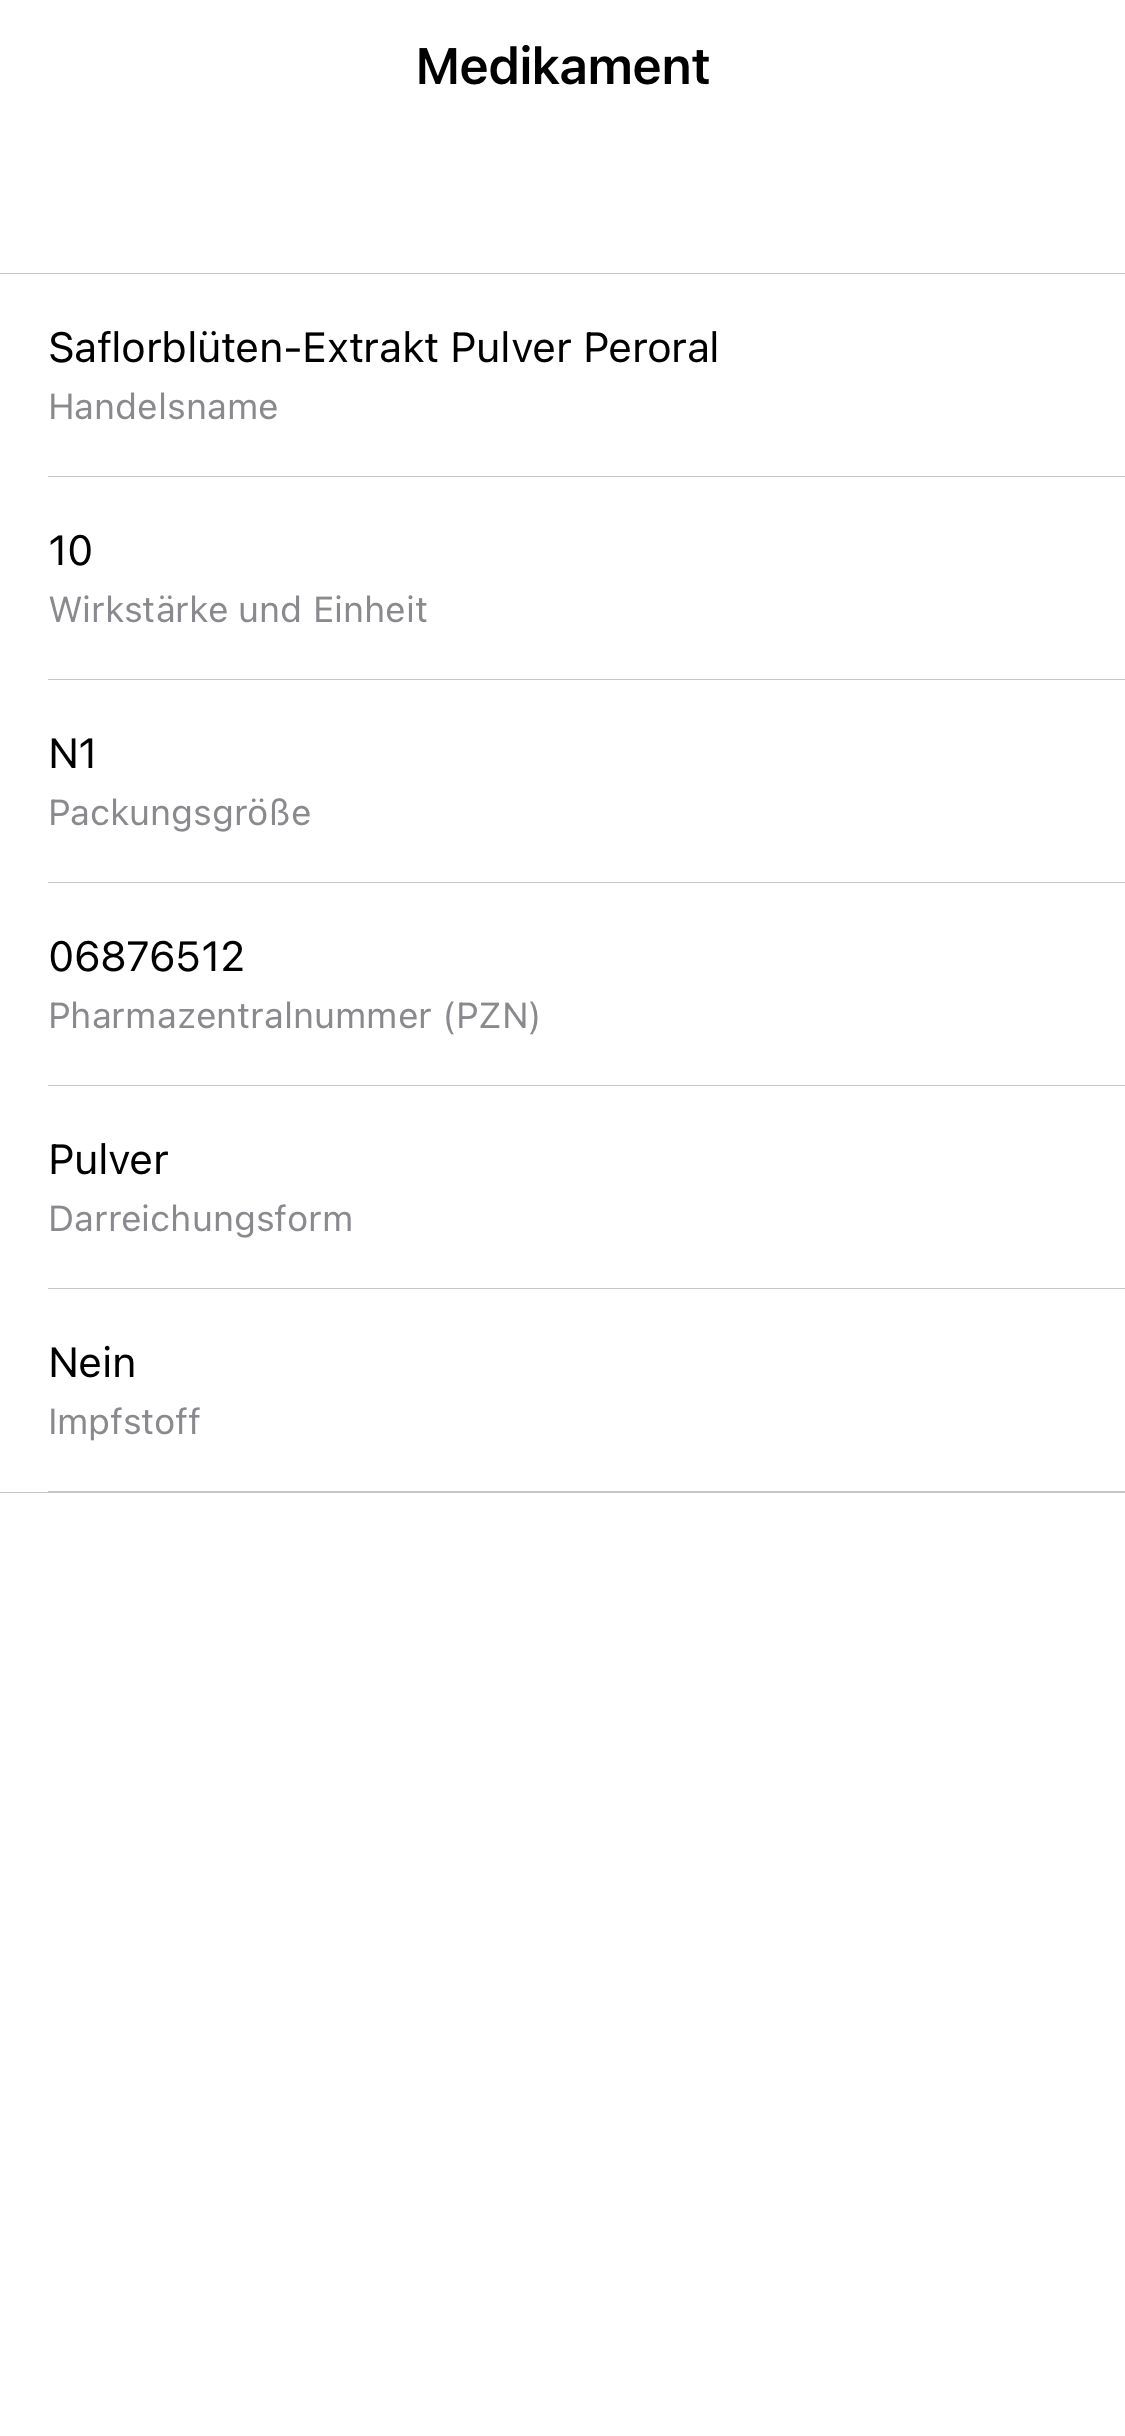 Medikament
Saflorblüten-Extrakt Pulver Peroral
Handelsname
10
Wirkstärke und Einheit
N1
Packungsgröße
06876512
Pharmazentralnummer (PZN)
Pulver
Darreichungsform
Nein
Impfstoff